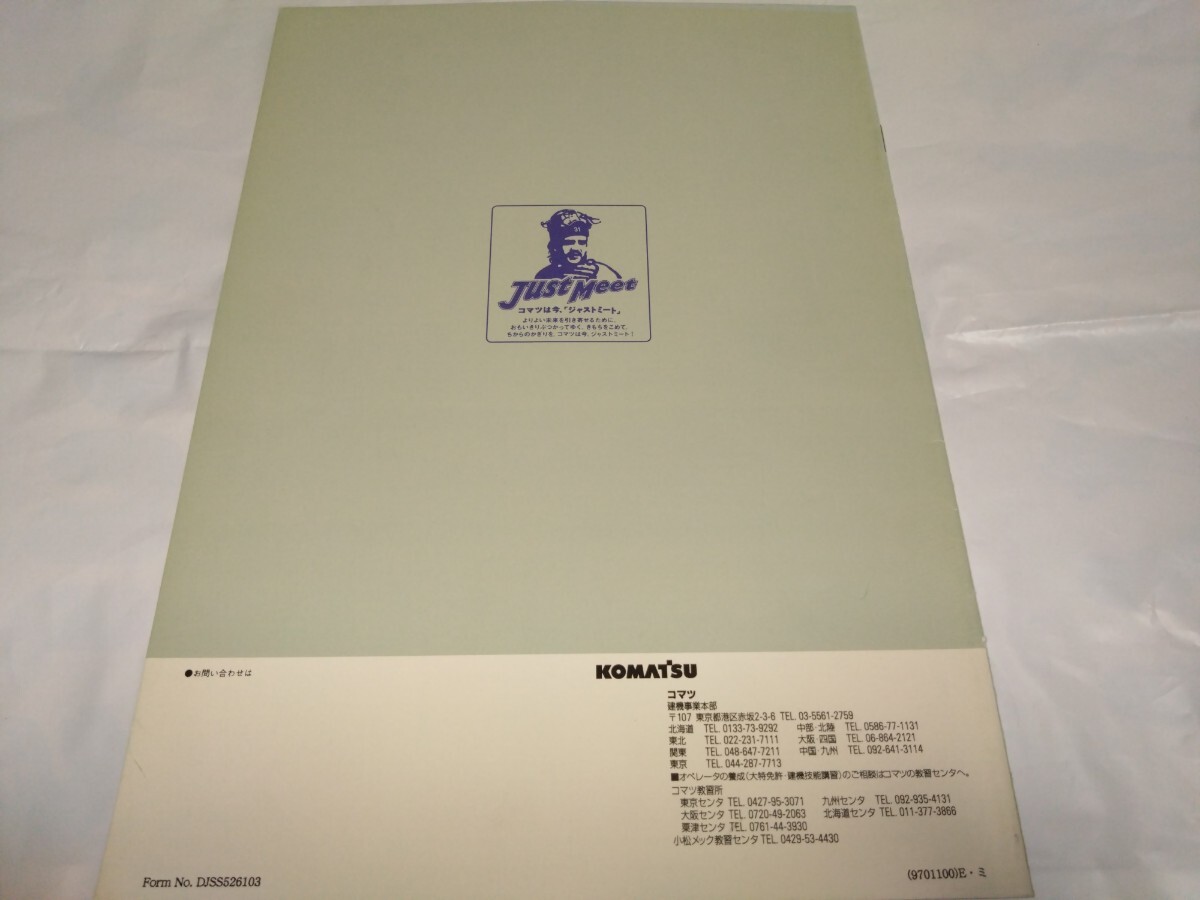 Just Meet
コマツは今、「ジャストミート」
よりよい未来を引き寄せるために、
おもいきりぶつかってゆく、きもちをこめて、
ちからのかぎりを、コマツは今、ジャストミート!
●お問い合わせは
KOMATSU
コマツ
建機事業本部
〒107 東京都港区赤坂2-3-6 TEL. 03-5561-2759
北海道 TEL. 0133-73-9292 中部・北陸 TEL. 0586-77-1131
東北 TEL. 022-231-7111 大阪・四国 TEL. 06-864-2121
関東 TEL. 048-647-7211 中国・九州 TEL. 092-641-3114
東京 TEL. 044-287-7713
■オペレータの養成(大特免許・建機技能講習)のご相談はコマツの教習センタへ。
コマツ教習所
東京センタ TEL. 0427-95-3071 九州センタ TEL. 092-935-4131
大阪センタ TEL. 0720-49-2063 北海道センタ TEL. 011-377-3866
粟津センタ TEL. 0761-44-3930
小松メック教習センタ TEL. 0429-53-4430
Form No. DJSS526103
(9701100)E・ミ